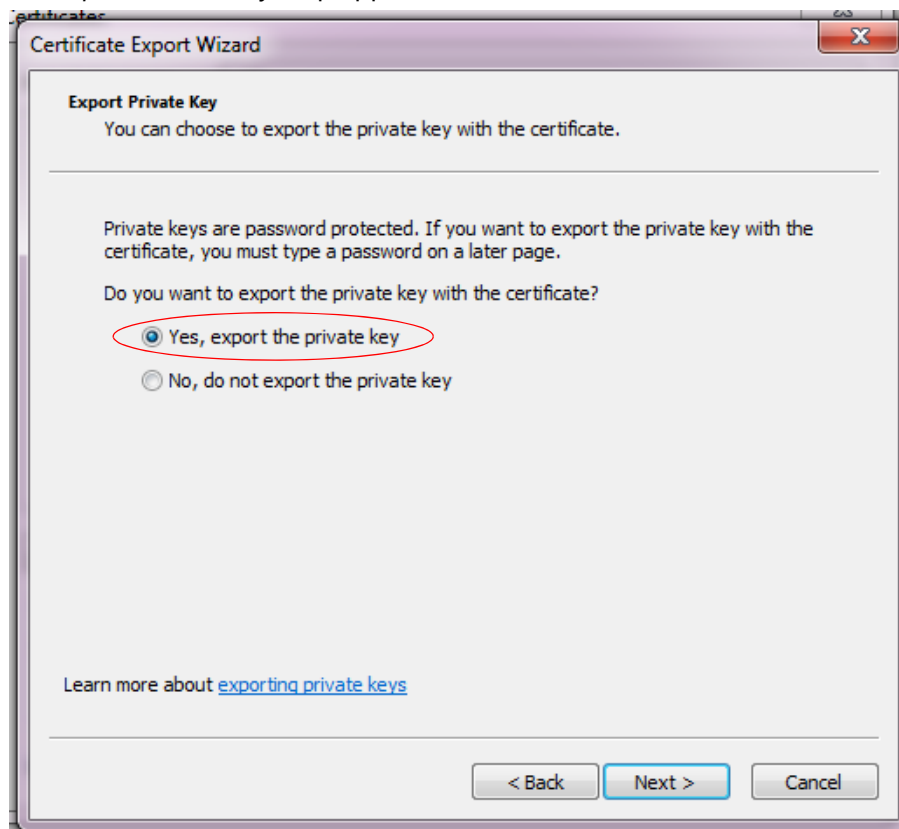 Certificates
Certificate Export Wizard
Export Private Key
You can choose to export the private key with the certificate.
Private keys are password protected. If you want to export the private key with the
certificate, you must type a password on a later page.
Do you want to export the private key with the certificate?
Yes, export the private key
No, do not export the private key
Learn more about exporting private keys
< Back
Next >
Cancel